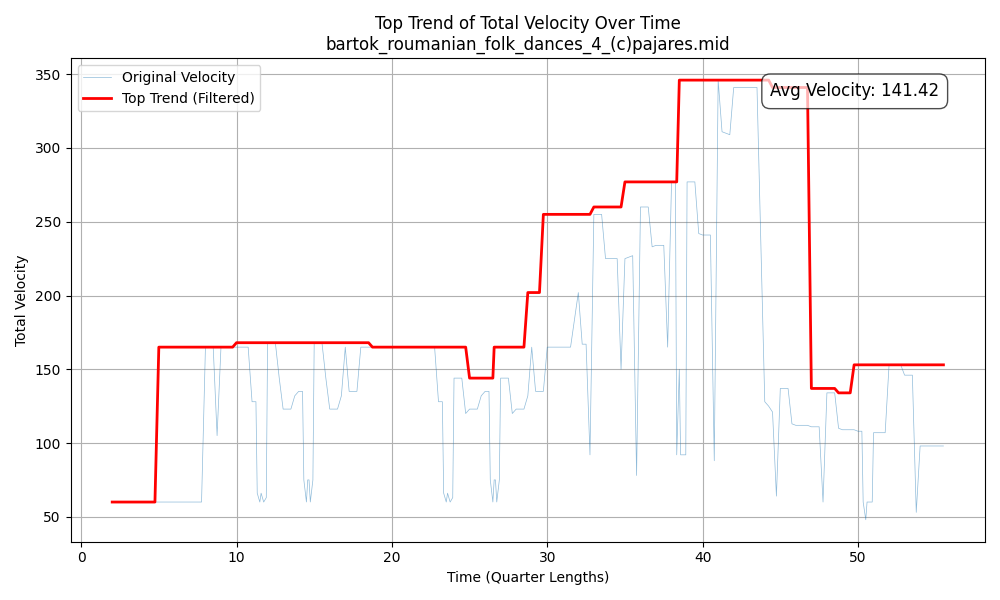 Top Trend of Total Velocity Over Time
bartok_roumanian_folk_dances_4_(c)pajares.mid
Original Velocity
Top Trend (Filtered)
Avg Velocity: 141.42
Total Velocity
350
300
250
200
150
100
50
0 10 20 30 40 50
Time (Quarter Lengths)